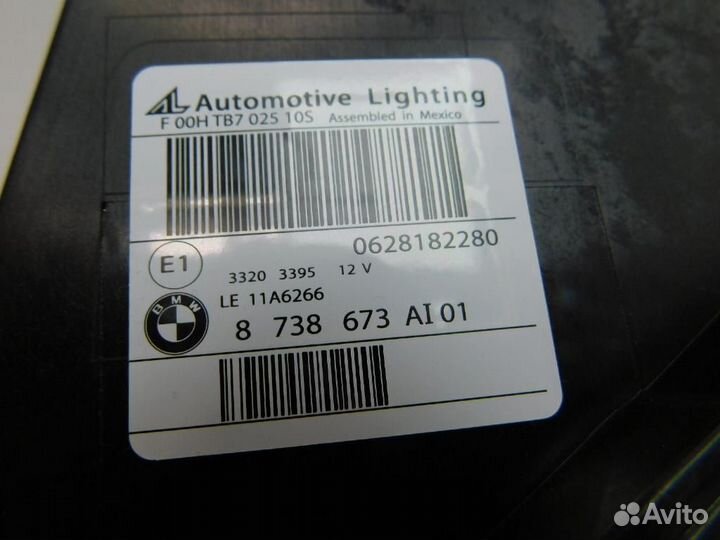 AL Automotive Lighting
F 00H TB7 025 10S Assembled in Mexico
0628182280
E1
3320 3395 12 V
LE 11A6266
BMW
8 738 673 AI 01
Avito